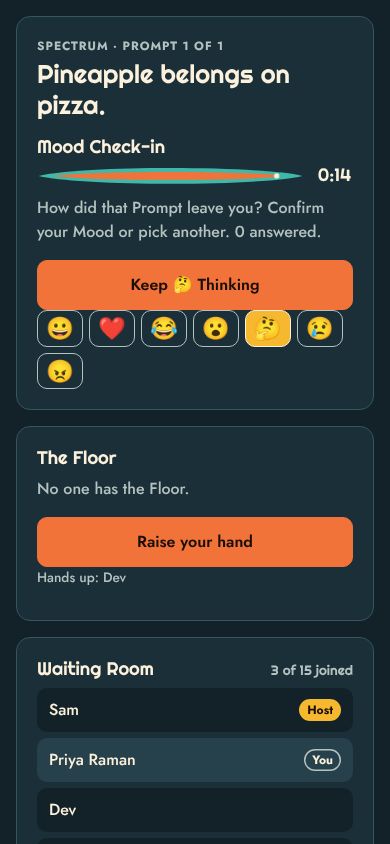 SPECTRUM · PROMPT 1 OF 1
Pineapple belongs on
pizza.
Mood Check-in
0:14
How did that Prompt leave you? Confirm
your Mood or pick another. 0 answered.
Keep 🤔 Thinking
😀 ❤️ 😂 😮 🤔 😢
😠
The Floor
No one has the Floor.
Raise your hand
Hands up: Dev
Waiting Room
3 of 15 joined
Sam
Host
Priya Raman
You
Dev